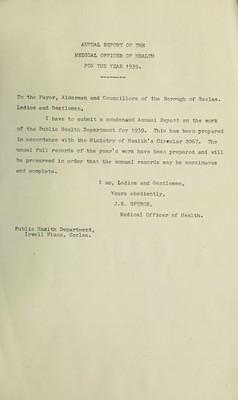 ANNUAL REPORT OF THE
MEDICAL OFFICER OF HEALTH
FOR THE YEAR 1939.
--------
To the Mayor, Aldermen and Councillors of the Borough of Eccles.
Ladies and Gentlemen,
I have to submit a condensed Annual Report on the work
of the Public Health Department for 1939. This has been prepared
in accordance with the Ministry of Health's Circular 2067. The
usual full records of the year's work have been prepared and will
be preserved in order that the annual records may be continuous
and complete.
I am, Ladies and Gentlemen,
Yours obediently,
J.E. SPENCE,
Medical Officer of Health.
Public Health Department,
Irwell Place, Eccles.